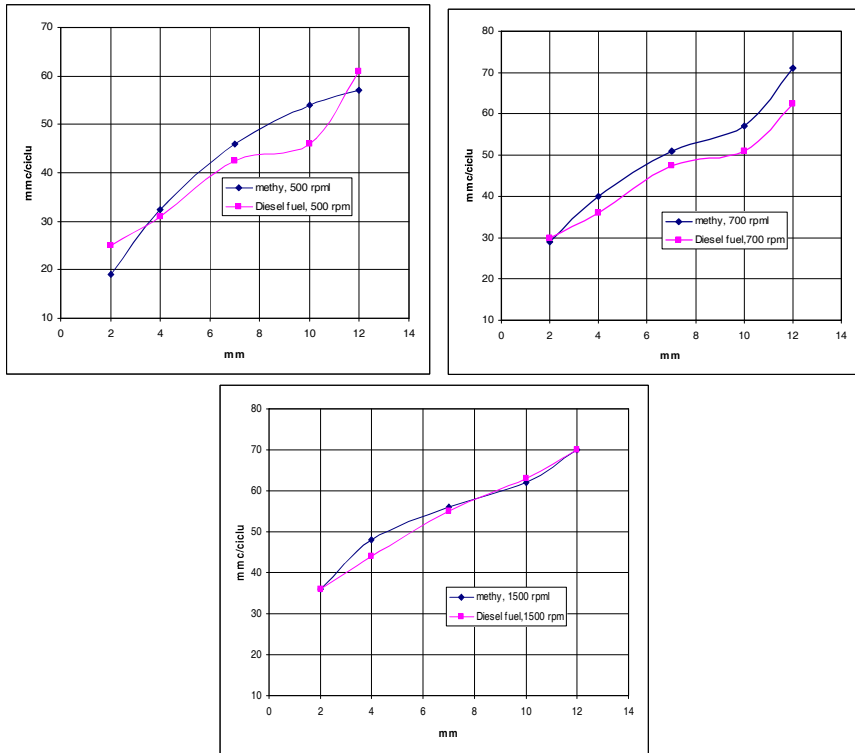 70
60
50
40
30
20
10
mmc/ciclu
methy, 500 rpml
Diesel fuel, 500 rpm
0 2 4 6 8 10 12 14
mm
80
70
60
50
40
30
20
10
mmc/ciclu
methy, 700 rpml
Diesel fuel,700 rpm
0 2 4 6 8 10 12 14
mm
80
70
60
50
40
30
20
10
mmc/ciclu
methy, 1500 rpml
Diesel fuel,1500 rpm
0 2 4 6 8 10 12 14
mm